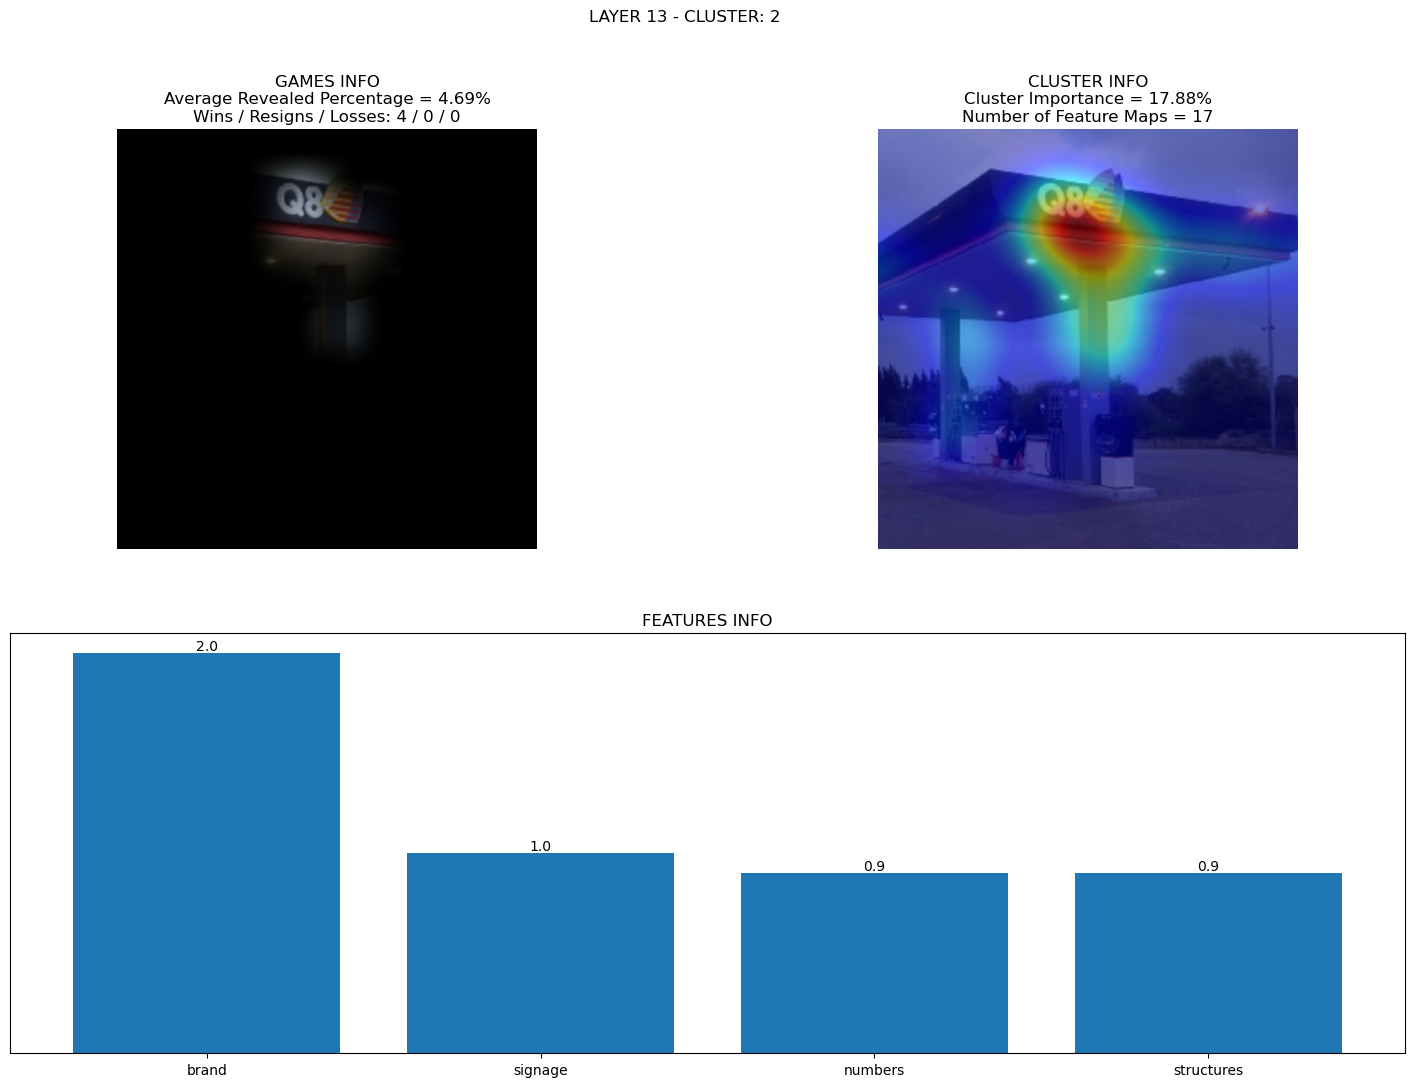 LAYER 13 - CLUSTER: 2
GAMES INFO
Average Revealed Percentage = 4.69%
Wins / Resigns / Losses: 4 / 0 / 0
Q8
CLUSTER INFO
Cluster Importance = 17.88%
Number of Feature Maps = 17
Q8
FEATURES INFO
2.0
1.0
0.9
0.9
brand
signage
numbers
structures